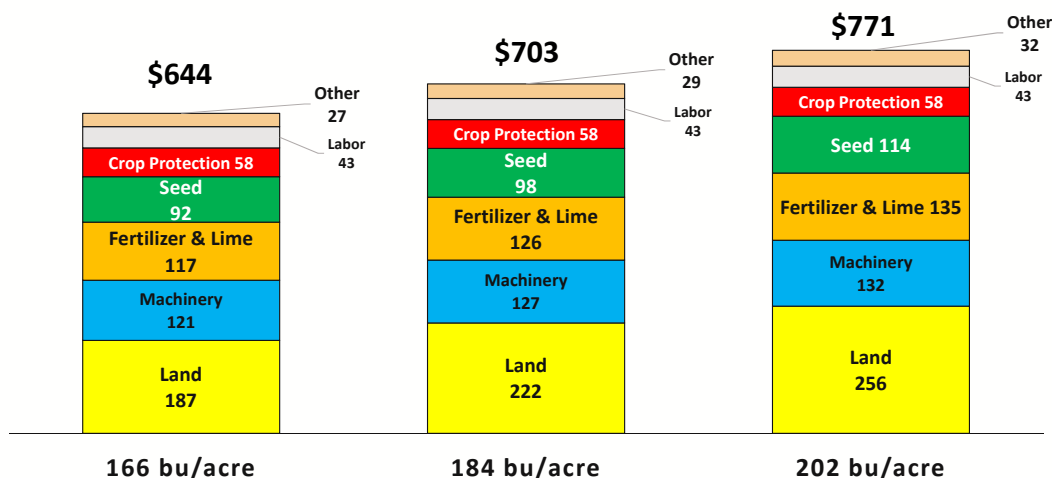 $644
Other
27
Labor
43
Crop Protection 58
Seed
92
Fertilizer & Lime
117
Machinery
121
Land
187
166 bu/acre
$703
Other
29
Labor
43
Crop Protection 58
Seed
98
Fertilizer & Lime
126
Machinery
127
Land
222
184 bu/acre
$771
Other
32
Labor
43
Crop Protection 58
Seed 114
Fertilizer & Lime 135
Machinery
132
Land
256
202 bu/acre